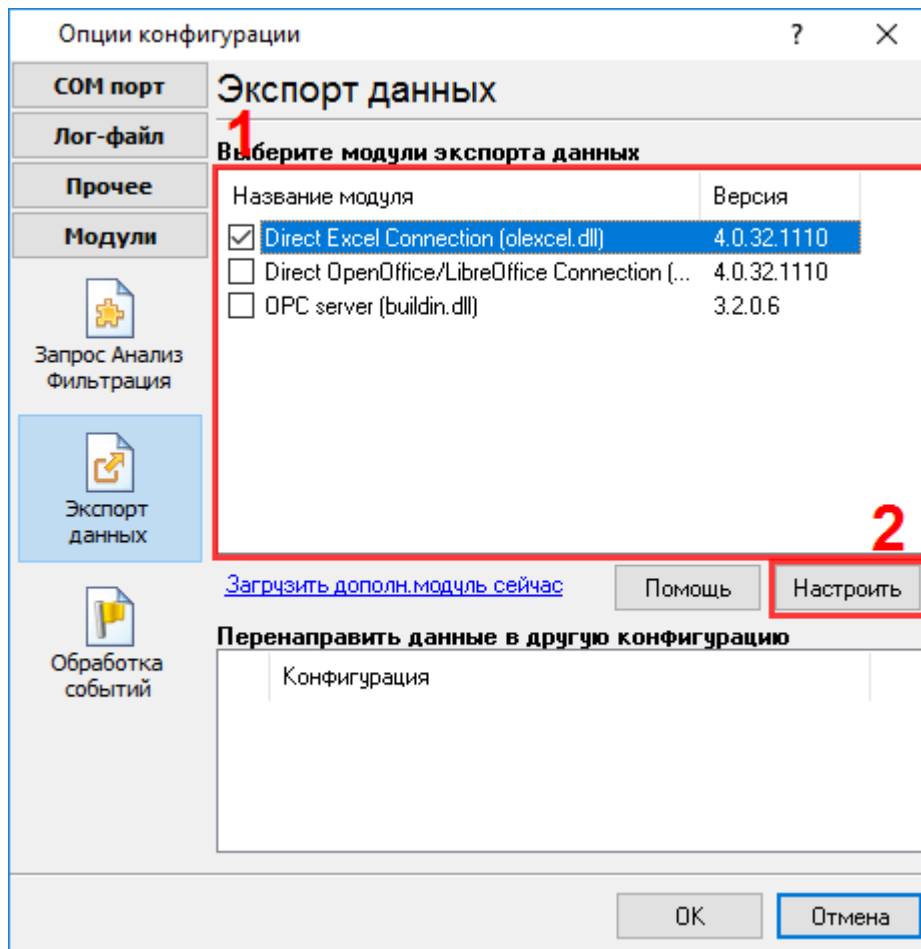 Опции конфигурации ? ✕
COM порт
Лог-файл
Прочее
Модули
Запрос Анализ
Фильтрация
Экспорт
данных
Обработка
событий
Экспорт данных
1
Выберите модули экспорта данных
Название модуля Версия
Direct Excel Connection (olexcel.dll) 4.0.32.1110
Direct OpenOffice/LibreOffice Connection (... 4.0.32.1110
OPC server (buildin.dll) 3.2.0.6
2
Загрузить дополн.модуль сейчас Помощь Настроить
Перенаправить данные в другую конфигурацию
Конфигурация
OK Отмена